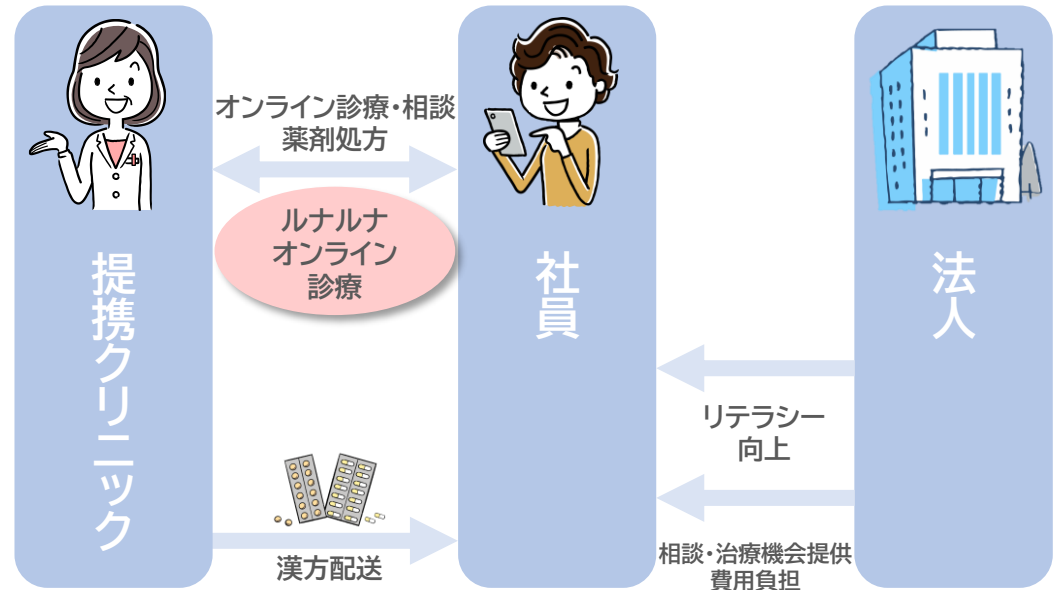 オンライン診療・相談
薬剤処方
ルナルナ
オンライン
診療
提携クリニック
漢方配送
社員
リテラシー
向上
相談・治療機会提供
費用負担
法人